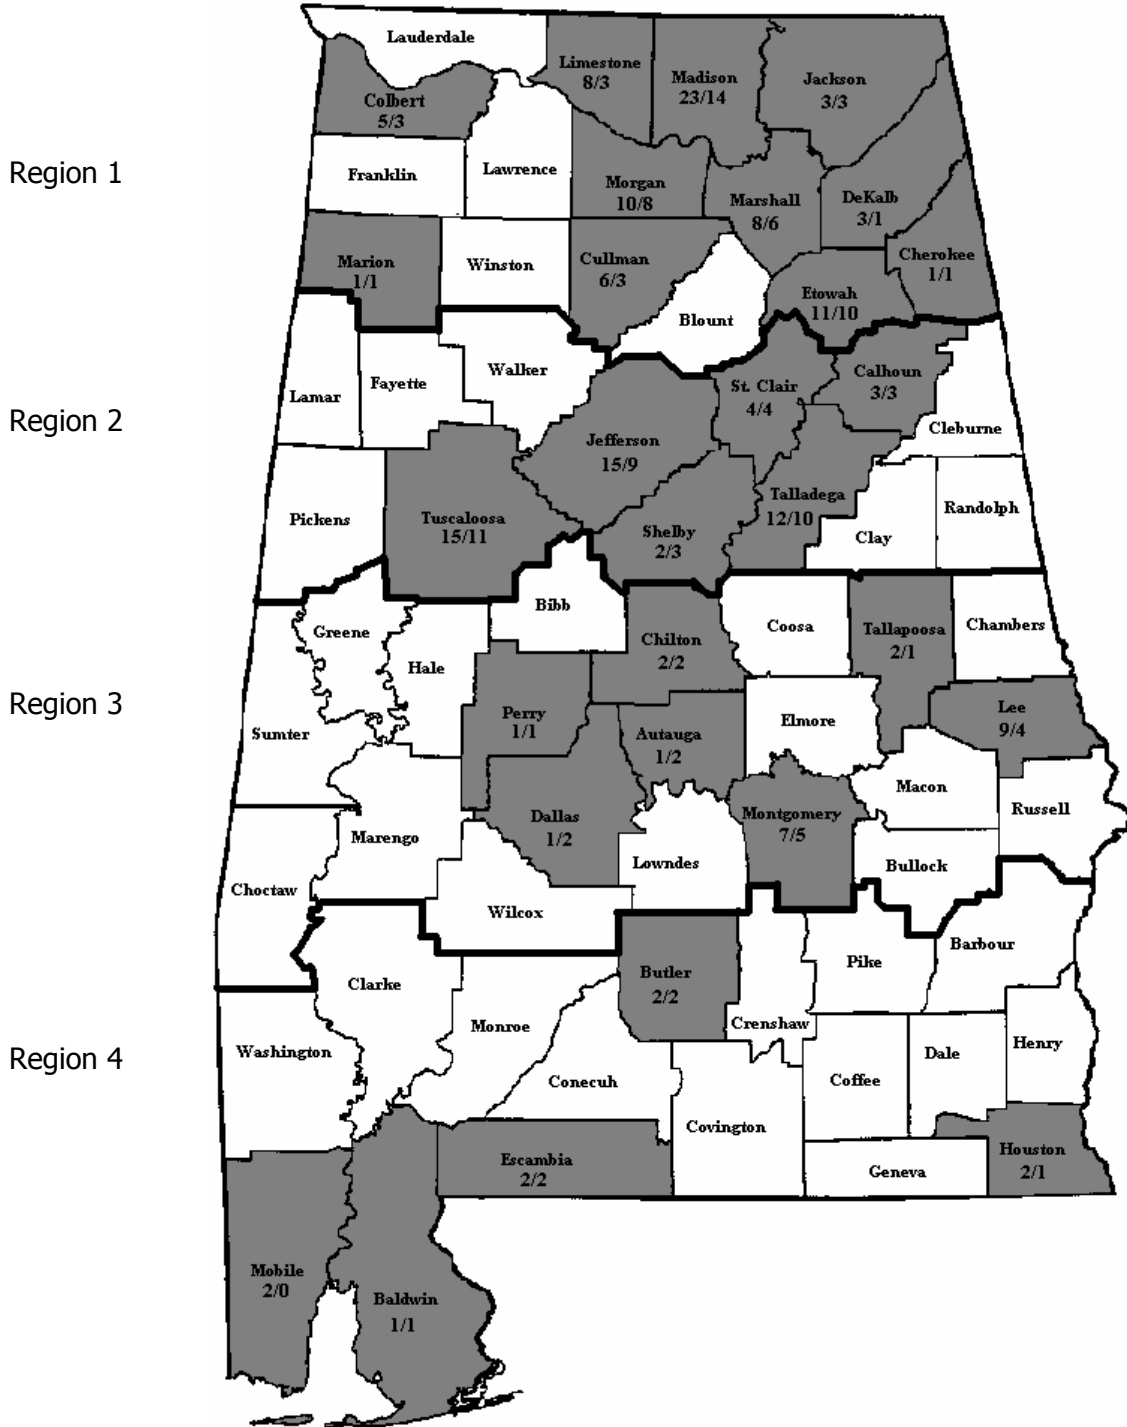 Lauderdale
Limestone
8/3
Madison
23/14
Jackson
3/3
Colbert
5/3
Region 1
Franklin
Lawrence
Morgan
10/8
Marshall
8/6
DeKalb
3/1
Marion
1/1
Winston
Cullman
6/3
Cherokee
1/1
Etowah
11/10
Blount
Region 2
Lamar
Fayette
Walker
St. Clair
4/4
Calhoun
3/3
Cleburne
Jefferson
15/9
Pickens
Tuscaloosa
15/11
Shelby
2/3
Talladega
12/10
Clay
Randolph
Region 3
Greene
Hale
Bibb
Chilton
2/2
Coosa
Tallapoosa
2/1
Chambers
Sumter
Perry
1/1
Autauga
1/2
Elmore
Lee
9/4
Macon
Russell
Marengo
Dallas
1/2
Lowndes
Montgomery
7/5
Bullock
Choctaw
Wilcox
Region 4
Clarke
Butler
2/2
Pike
Barbour
Washington
Monroe
Crenshaw
Henry
Conecuh
Coffee
Dale
Covington
Escambia
2/2
Geneva
Houston
2/1
Mobile
2/0
Baldwin
1/1